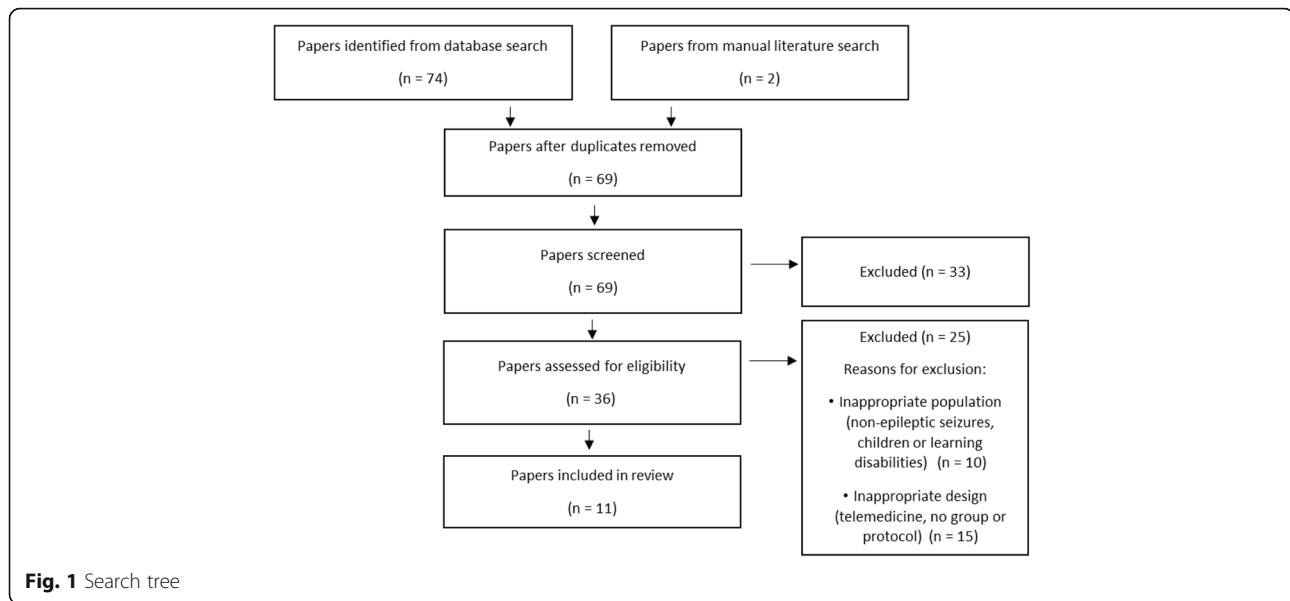 Papers identified from database search
(n = 74)
Papers from manual literature search
(n = 2)
Papers after duplicates removed
(n = 69)
Papers screened
(n = 69)
Excluded (n = 33)
Papers assessed for eligibility
(n = 36)
Excluded (n = 25)
Reasons for exclusion:
• Inappropriate population
(non-epileptic seizures,
children or learning
disabilities) (n = 10)
• Inappropriate design
(telemedicine, no group or
protocol) (n = 15)
Papers included in review
(n = 11)
Fig. 1 Search tree